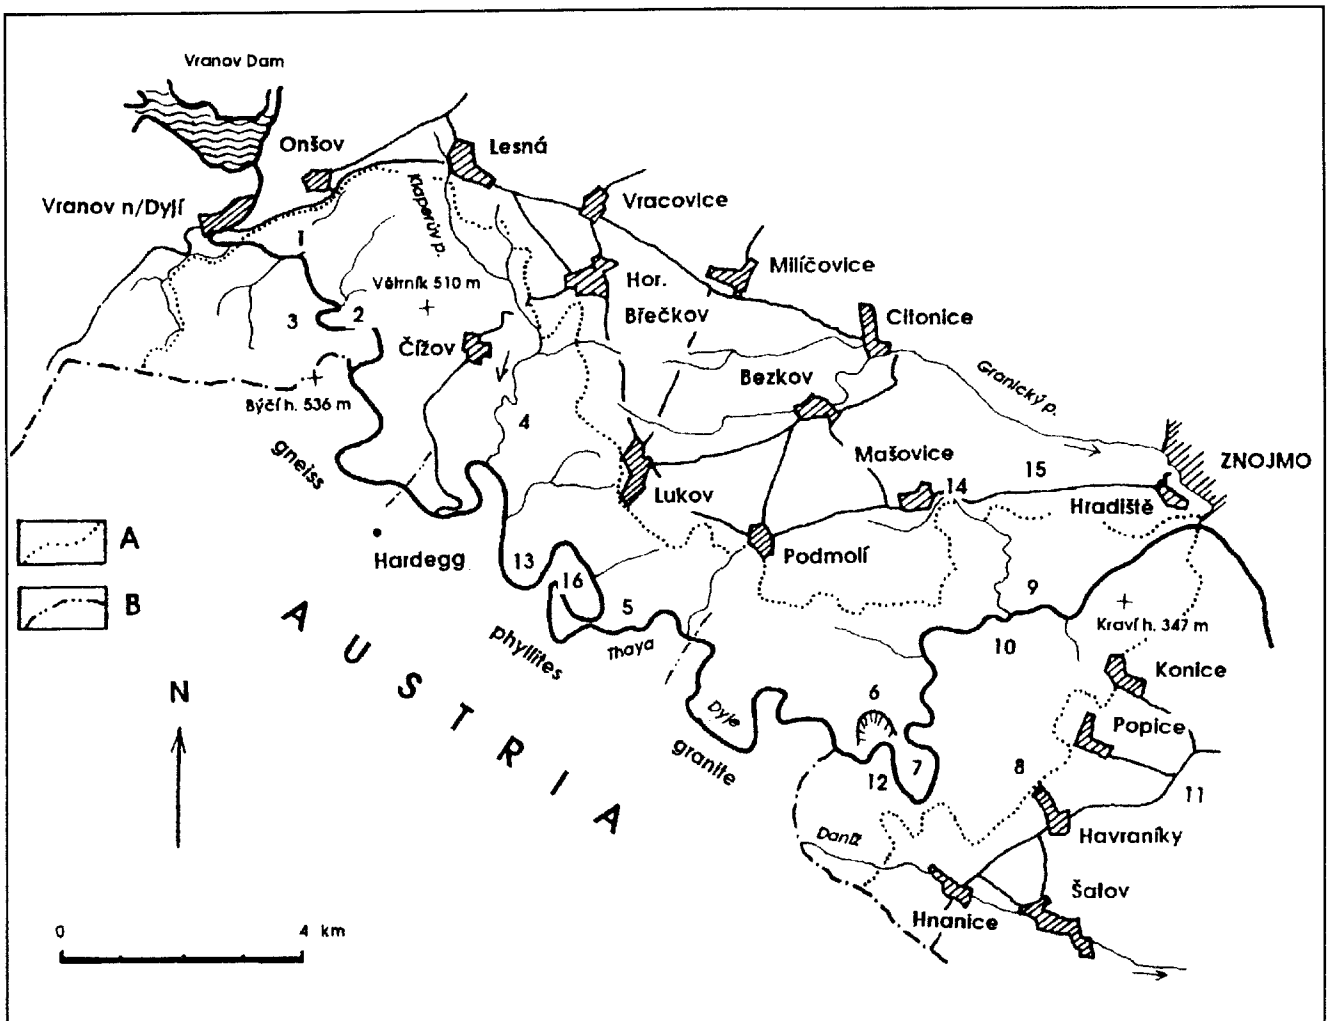 Vranov Dam
Onšov
Lesná
Vranov n/Dyjí
Klaperův p.
Vracovice
1
Větrník 510 m
Hor.
Břečkov
Milíčovice
3
2
Čížov
Citonice
Býčí h. 536 m
Bezkov
Granický p.
gneiss
4
Lukov
Mašovice
14
15
ZNOJMO
Hradiště
A
Hardegg
Podmolí
B
13
16
5
9
Kraví h. 347 m
phyllites
Thaya
10
Konice
AUSTRIA
N
Dyje
6
Popice
granite
12
7
8
11
Daníž
Havraníky
Šatov
Hnanice
0
4 km